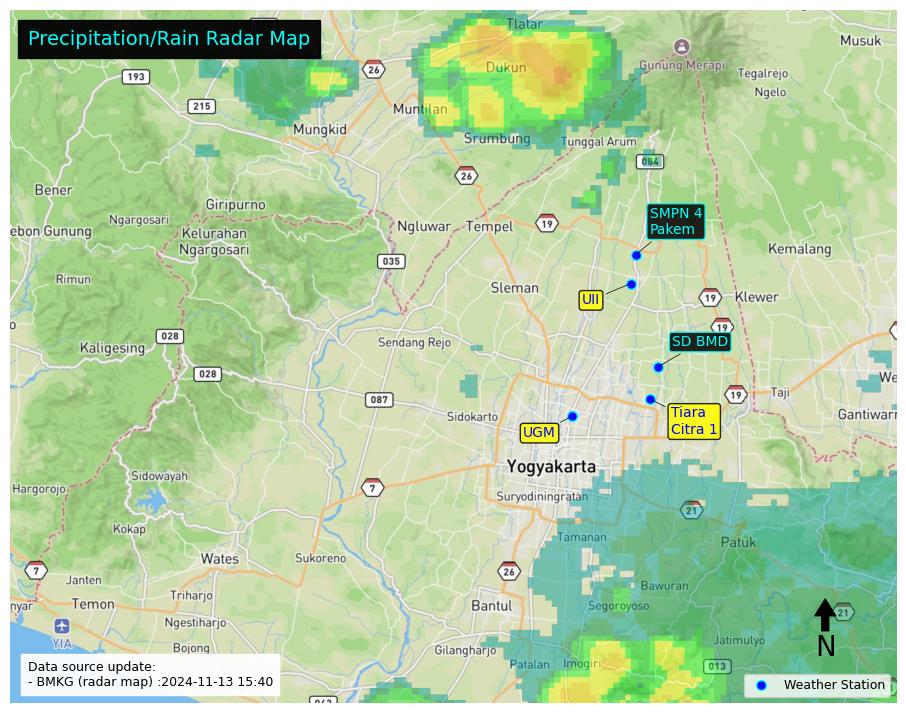 Precipitation/Rain Radar Map
Tlatar
Musuk
Gunung Merapi
26
Dukun
Tegalrejo
193
Ngelo
215
Muntilan
Mungkid
Srumbung
Tunggal Arum
084
26
Bener
Giripurno
Ngargosari
SMPN 4
Pakem
ebon Gunung
Kelurahan
Ngargosari
Ngluwar
Tempel
19
Kemalang
035
Rimun
Sleman
UII
19
Klewer
19
028
Kaligesing
Sendang Rejo
SD BMD
028
We
087
19
Taji
Sidokarto
UGM
Tiara
Citra 1
Gantiwarn
Yogyakarta
Sidowayah
Hargorojo
7
Suryodiningratan
21
Kokap
Tamanan
Patuk
Wates
Sukoreno
7
26
Janten
Bawuran
Triharjo
Segoroyoso
nyar
Temon
Bantul
21
Ngestiharjo
YIA
Bojong
Gilangharjo
Jatimulyo
N
Patalan
Imogiri
013
Data source update:
- BMKG (radar map) :2024-11-13 15:40
Weather Station